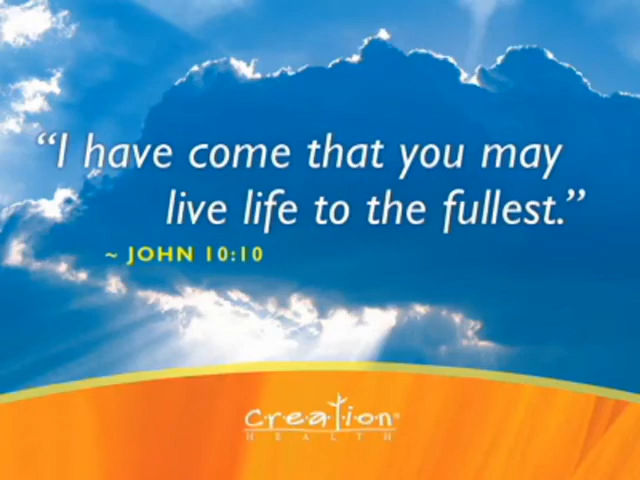 “I have come that you may
live life to the fullest.”
~ JOHN 10:10
creation®
HEALTH